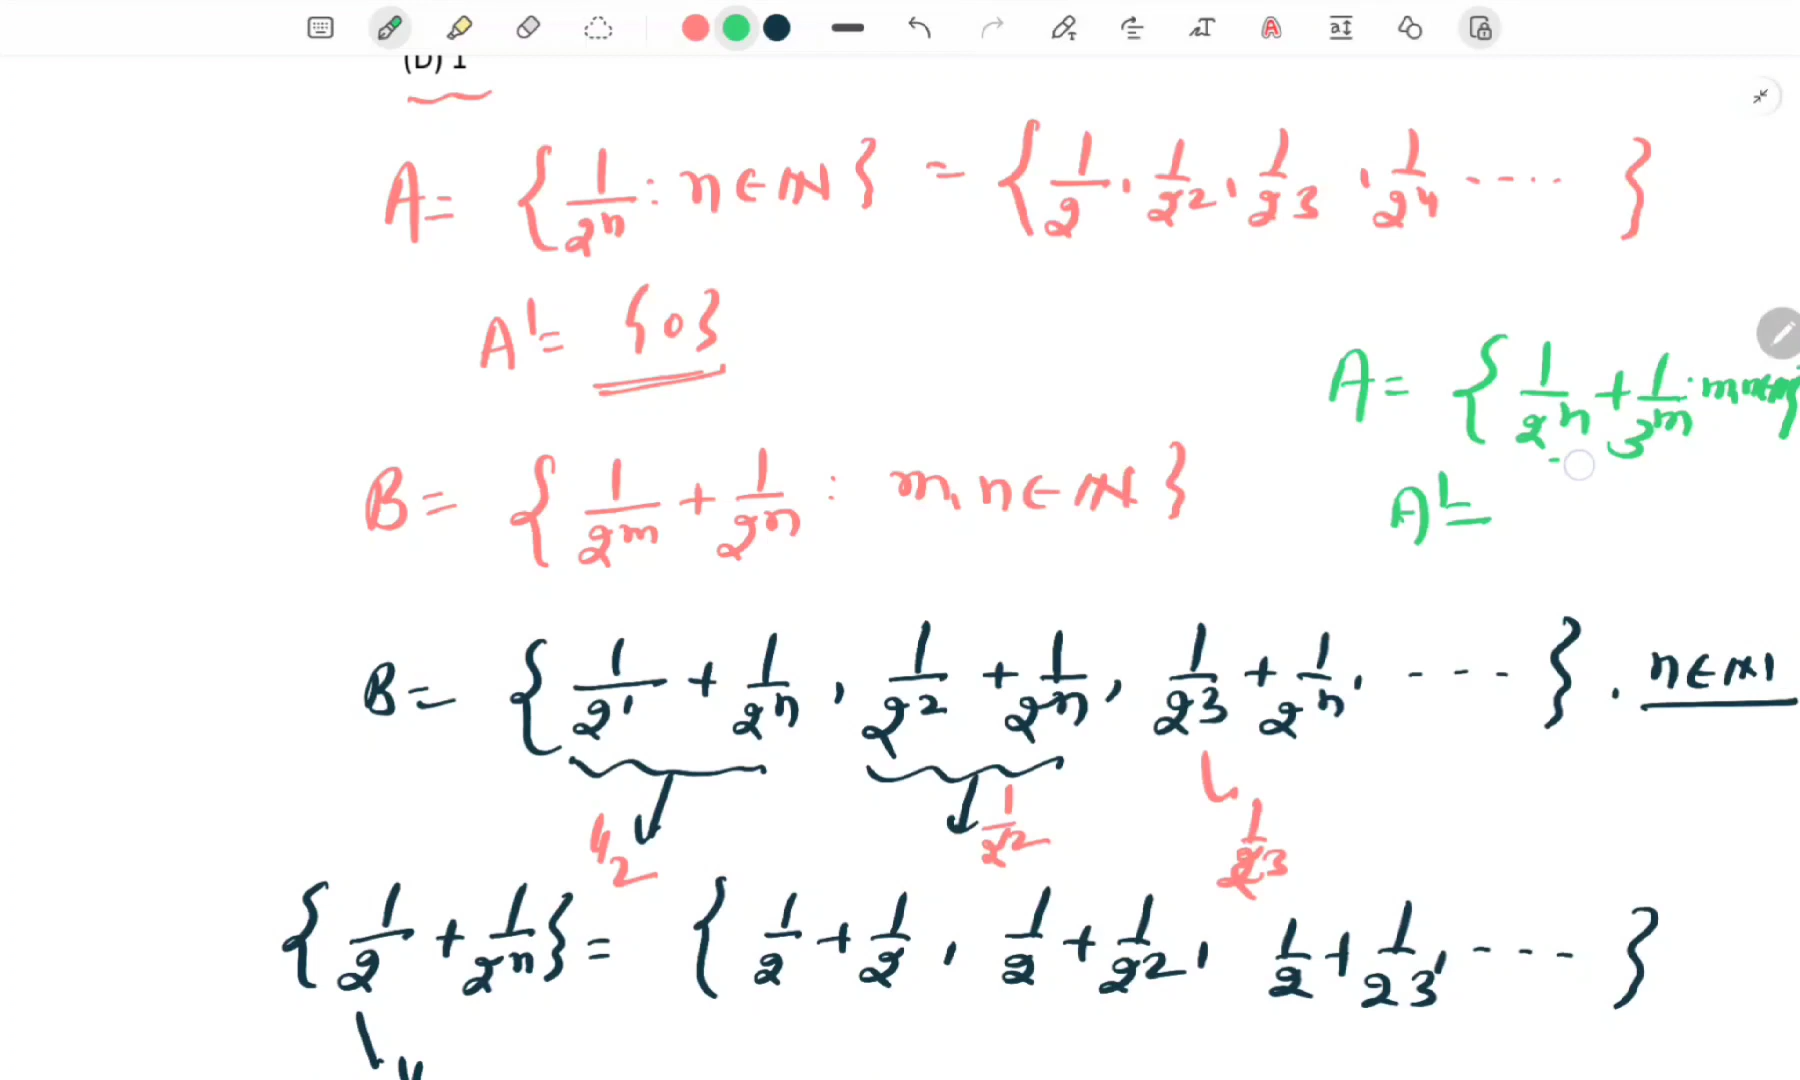 (D) 1
A = { 1/2^n : n ∈ N } = { 1/2 , 1/2^2 , 1/2^3 , 1/2^4 ..... }
A' = {0}
A = { 1/2^n + 1/3^m : m n ∈ N }
A' =
B = { 1/2^m + 1/2^n : m, n ∈ N }
B = { 1/2^1 + 1/2^n , 1/2^2 + 1/2^n , 1/2^3 + 1/2^n , - - - } . n ∈ N
1/2 1/2^2 1/2^3
{ 1/2 + 1/2^n } = { 1/2 + 1/2 , 1/2 + 1/2^2 , 1/2 + 1/2^3 , - - - }